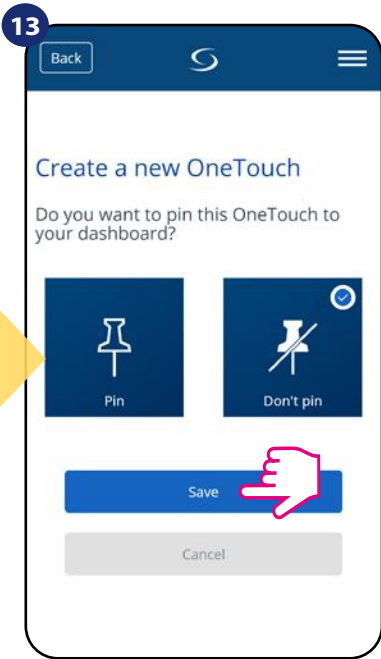 13
Back
Create a new OneTouch
Do you want to pin this OneTouch to
your dashboard?
Pin
Don't pin
Save
Cancel